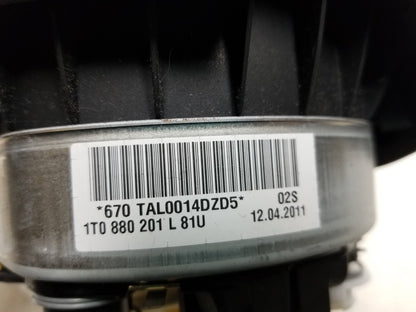 *670 TAL0014DZD5* 02S
1T0 880 201 L 81U 12.04.2011